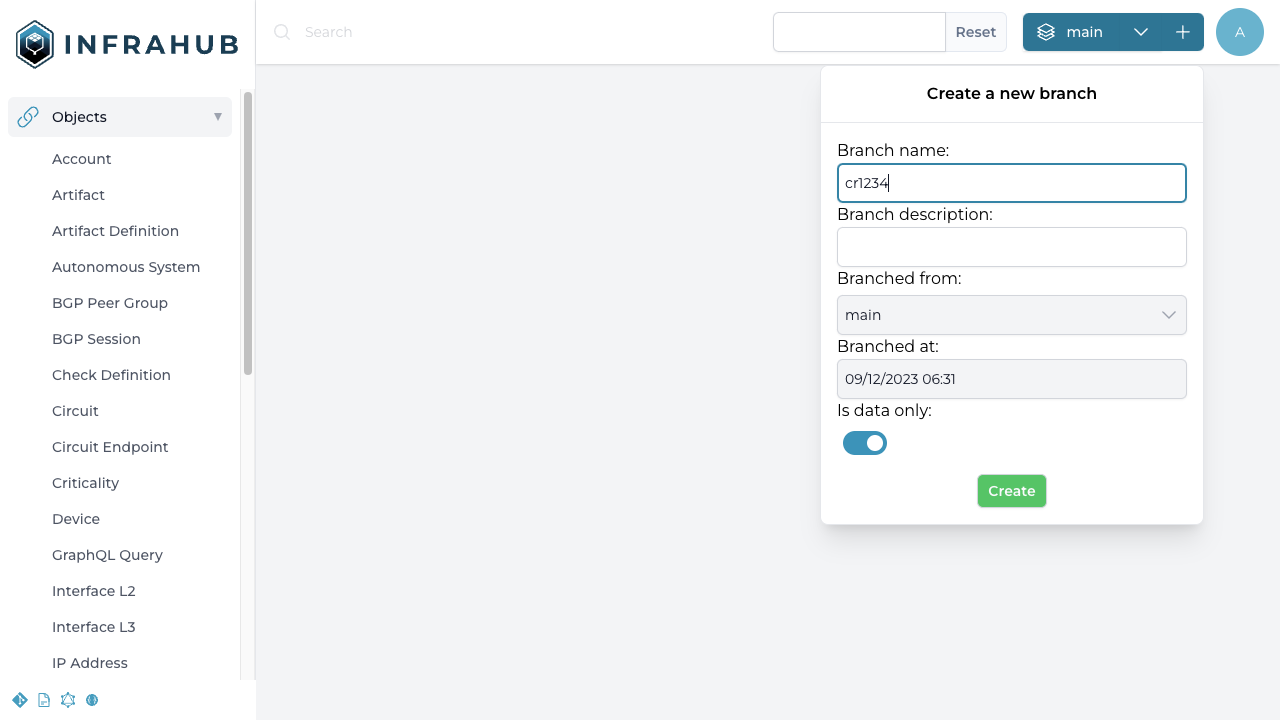 INFRAHUB
Search
Reset
main
A
Objects
Account
Artifact
Artifact Definition
Autonomous System
BGP Peer Group
BGP Session
Check Definition
Circuit
Circuit Endpoint
Criticality
Device
GraphQL Query
Interface L2
Interface L3
IP Address
Create a new branch
Branch name:
cr1234
Branch description:
Branched from:
main
Branched at:
09/12/2023 06:31
Is data only:
Create